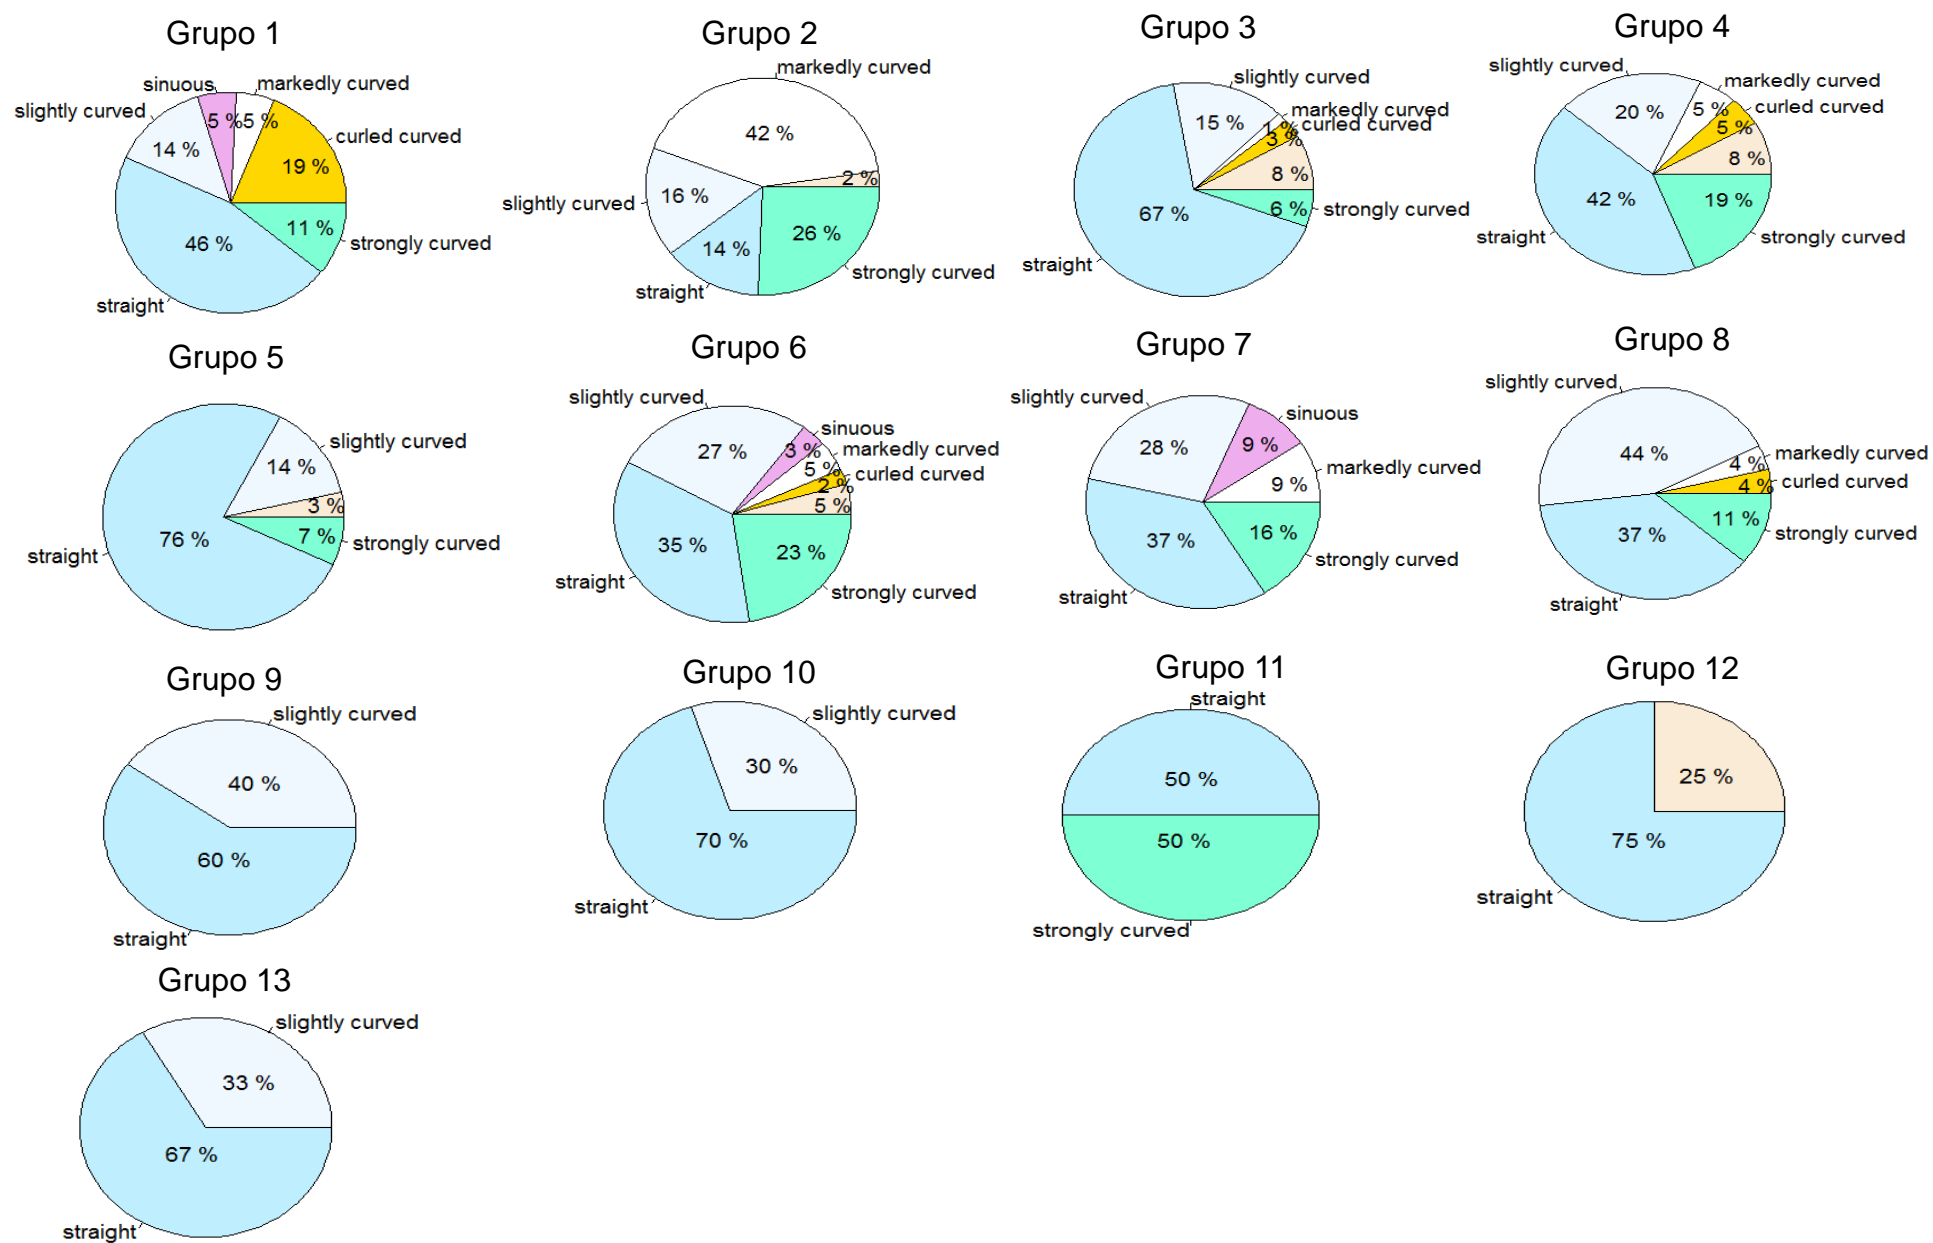 Grupo 1
sinuous
markedly curved
slightly curved
curled curved
5 %
5 %
14 %
19 %
11 %
46 %
strongly curved
straight
Grupo 2
markedly curved
42 %
2 %
16 %
slightly curved
26 %
14 %
strongly curved
straight
Grupo 3
slightly curved
markedly curved
curled curved
15 %
1 %
3 %
8 %
67 %
6 %
strongly curved
straight
Grupo 4
slightly curved
markedly curved
curled curved
20 %
5 %
5 %
8 %
42 %
19 %
straight
strongly curved
Grupo 5
slightly curved
14 %
3 %
76 %
7 %
strongly curved
straight
Grupo 6
slightly curved
sinuous
markedly curved
curled curved
27 %
3 %
5 %
2 %
5 %
35 %
23 %
straight
strongly curved
Grupo 7
slightly curved
sinuous
28 %
9 %
markedly curved
9 %
37 %
16 %
strongly curved
straight
Grupo 8
slightly curved
44 %
4 %
markedly curved
4 %
curled curved
11 %
37 %
strongly curved
straight
Grupo 9
slightly curved
40 %
60 %
straight
Grupo 10
slightly curved
30 %
70 %
straight
Grupo 11
straight
50 %
50 %
strongly curved
Grupo 12
25 %
75 %
straight
Grupo 13
slightly curved
33 %
67 %
straight